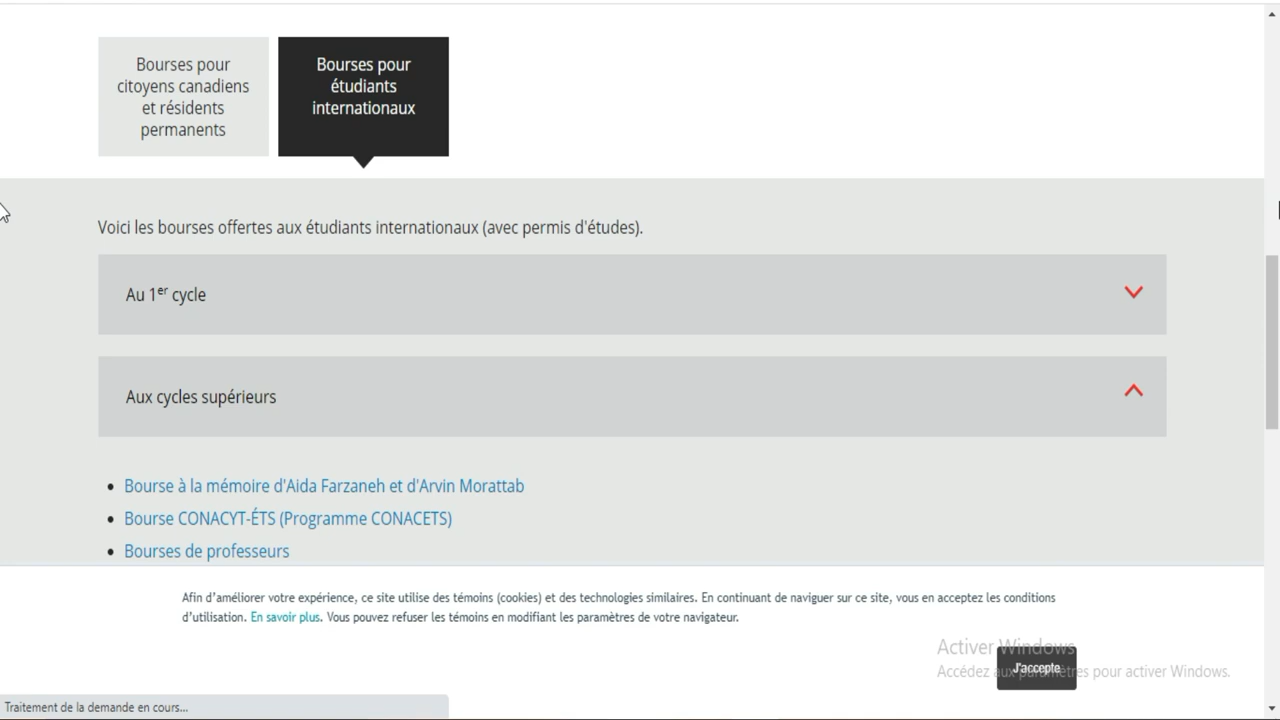 Bourses pour
citoyens canadiens
et résidents
permanents
Bourses pour
étudiants
internationaux
Voici les bourses offertes aux étudiants internationaux (avec permis d'études).
Au 1er cycle
Aux cycles supérieurs
Bourse à la mémoire d'Aida Farzaneh et d'Arvin Morattab
Bourse CONACYT-ÉTS (Programme CONACETS)
Bourses de professeurs
Afin d'améliorer votre expérience, ce site utilise des témoins (cookies) et des technologies similaires. En continuant de naviguer sur ce site, vous en acceptez les conditions
d'utilisation. En savoir plus. Vous pouvez refuser les témoins en modifiant les paramètres de votre navigateur.
Activer Windows
J'accepte
Accédez aux paramètres pour activer Windows.
Traitement de la demande en cours...